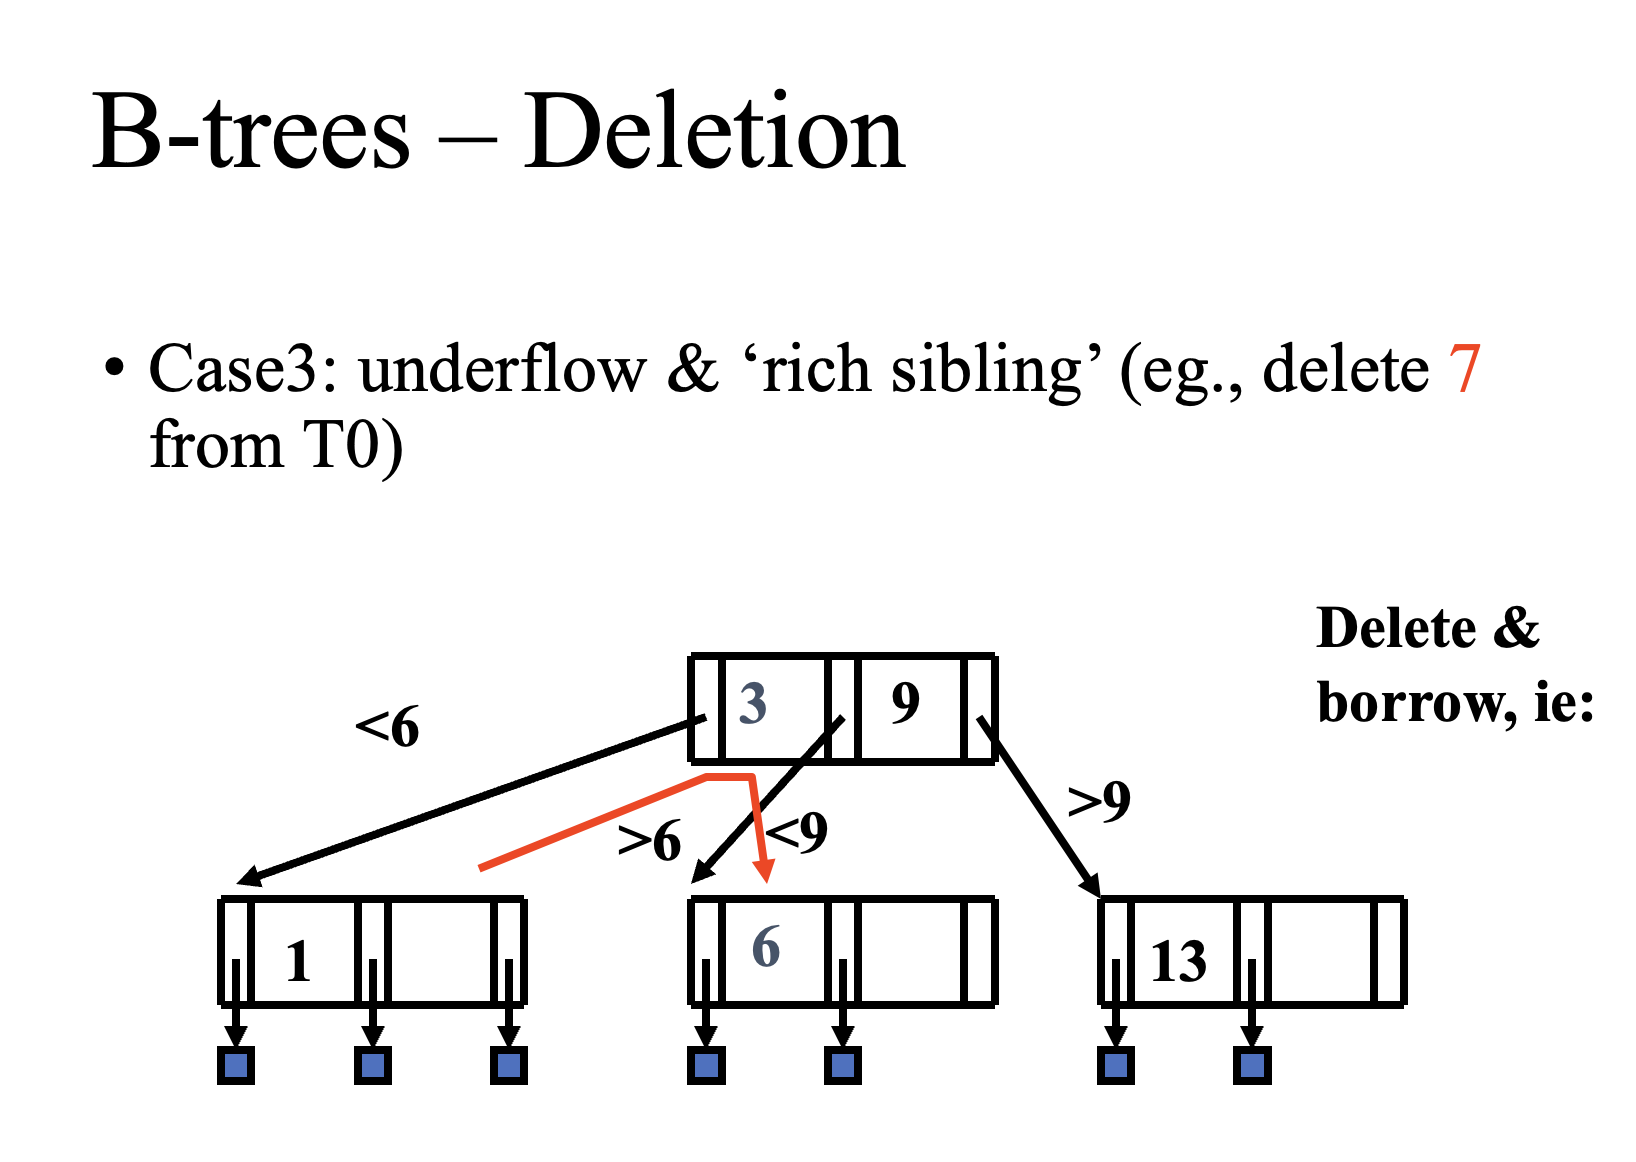 B-trees – Deletion
• Case3: underflow & ‘rich sibling’ (eg., delete 7
from T0)
Delete &
borrow, ie:
3 9
<6
>6 <9
>9
1
6
13